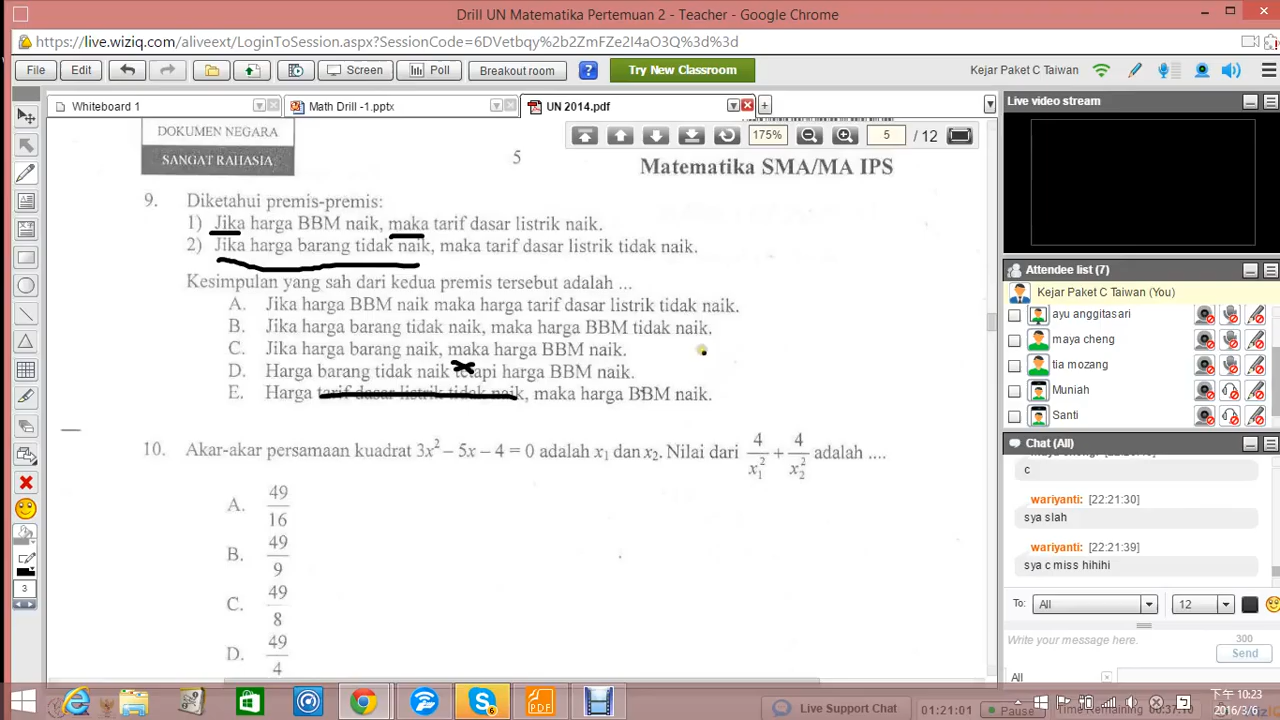 Drill UN Matematika Pertemuan 2 - Teacher - Google Chrome
https://live.wiziq.com/aliveext/LoginToSession.aspx?SessionCode=6DVetbqy%2b2ZmFZe2I4aO3Q%3d%3d
File Edit Screen Poll Breakout room ? Try New Classroom Kejar Paket C Taiwan
Whiteboard 1 Math Drill -1.pptx UN 2014.pdf
Live video stream
DOKUMEN NEGARA
SANGAT RAHASIA
175% 5 / 12
5 Matematika SMA/MA IPS
9. Diketahui premis-premis:
1) Jika harga BBM naik, maka tarif dasar listrik naik.
2) Jika harga barang tidak naik, maka tarif dasar listrik tidak naik.
Kesimpulan yang sah dari kedua premis tersebut adalah ...
A. Jika harga BBM naik maka harga tarif dasar listrik tidak naik.
B. Jika harga barang tidak naik, maka harga BBM tidak naik.
C. Jika harga barang naik, maka harga BBM naik.
D. Harga barang tidak naik tetapi harga BBM naik.
E. Harga tarif dasar listrik tidak naik, maka harga BBM naik.
10. Akar-akar persamaan kuadrat 3x² – 5x – 4 = 0 adalah x₁ dan x₂. Nilai dari 4/x₁² + 4/x₂² adalah ....
A. 49/16
B. 49/9
C. 49/8
D. 49/4
3
Attendee list (7)
Kejar Paket C Taiwan (You)
ayu anggitasari
maya cheng
tia mozang
Muniah
Santi
Chat (All)
c
wariyanti: [22:21:30]
sya slah
wariyanti: [22:21:39]
sya c miss hihihi
To: All 12
Write your message here...
300
Send
All
Live Support Chat 01:21:01 Pause Time Remaining
6
下午 10:23
2016/3/6